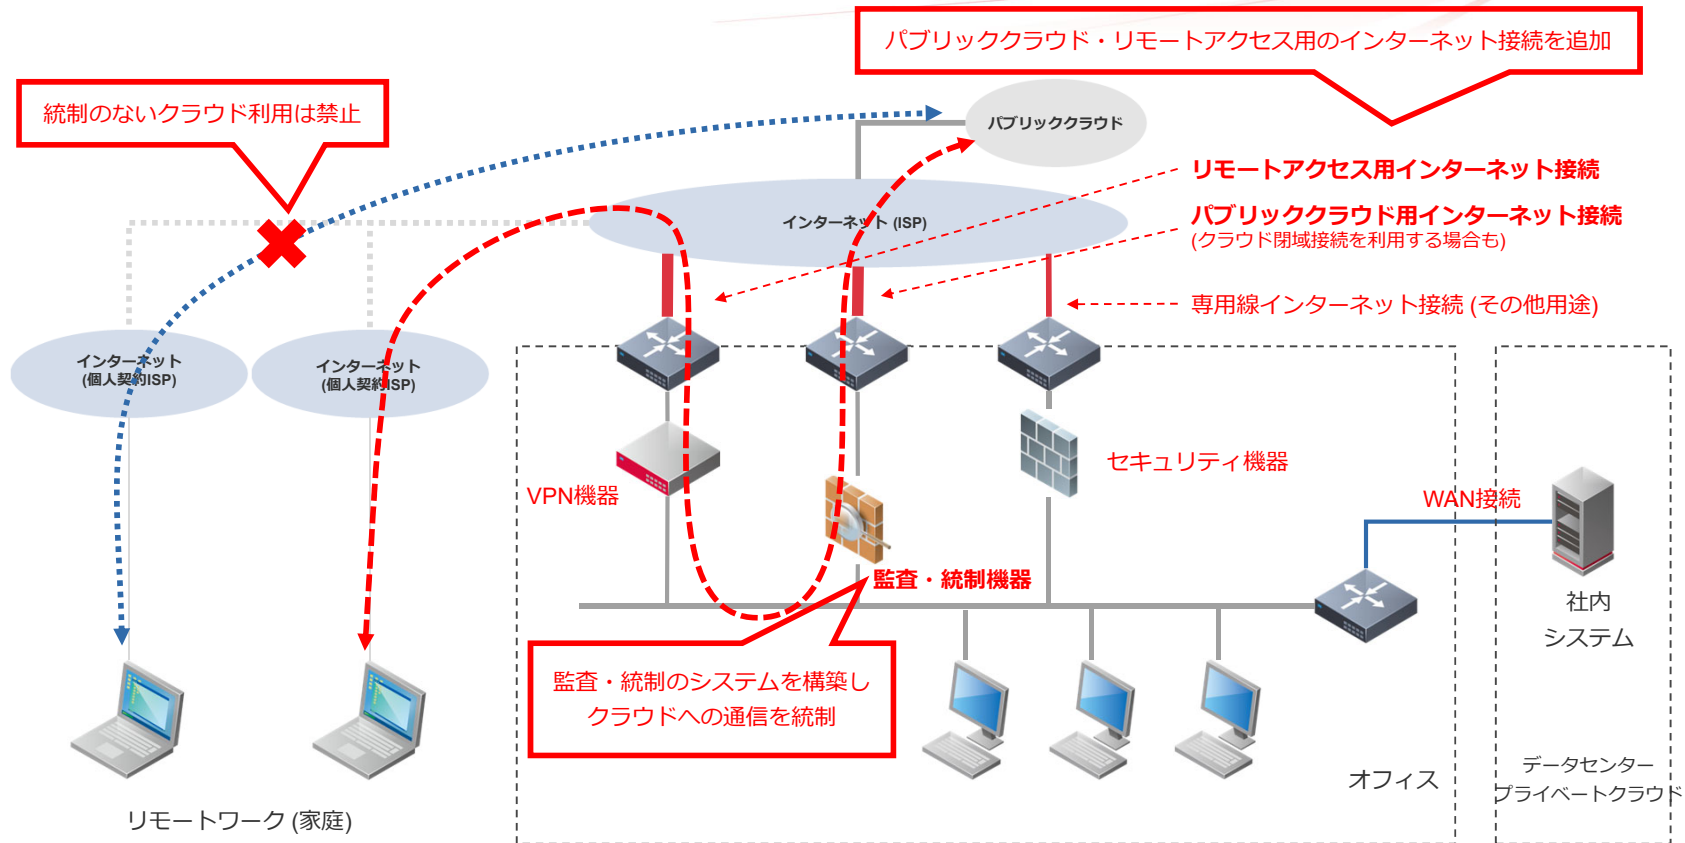 パブリッククラウド・リモートアクセス用のインターネット接続を追加
統制のないクラウド利用は禁止
パブリッククラウド
リモートアクセス用インターネット接続
インターネット (ISP)
パブリッククラウド用インターネット接続
(クラウド閉域接続を利用する場合も)
専用線インターネット接続 (その他用途)
インターネット
(個人契約ISP)
インターネット
(個人契約ISP)
セキュリティ機器
VPN機器
WAN接続
監査・統制機器
社内
システム
監査・統制のシステムを構築し
クラウドへの通信を統制
オフィス
データセンター
プライベートクラウド
リモートワーク (家庭)